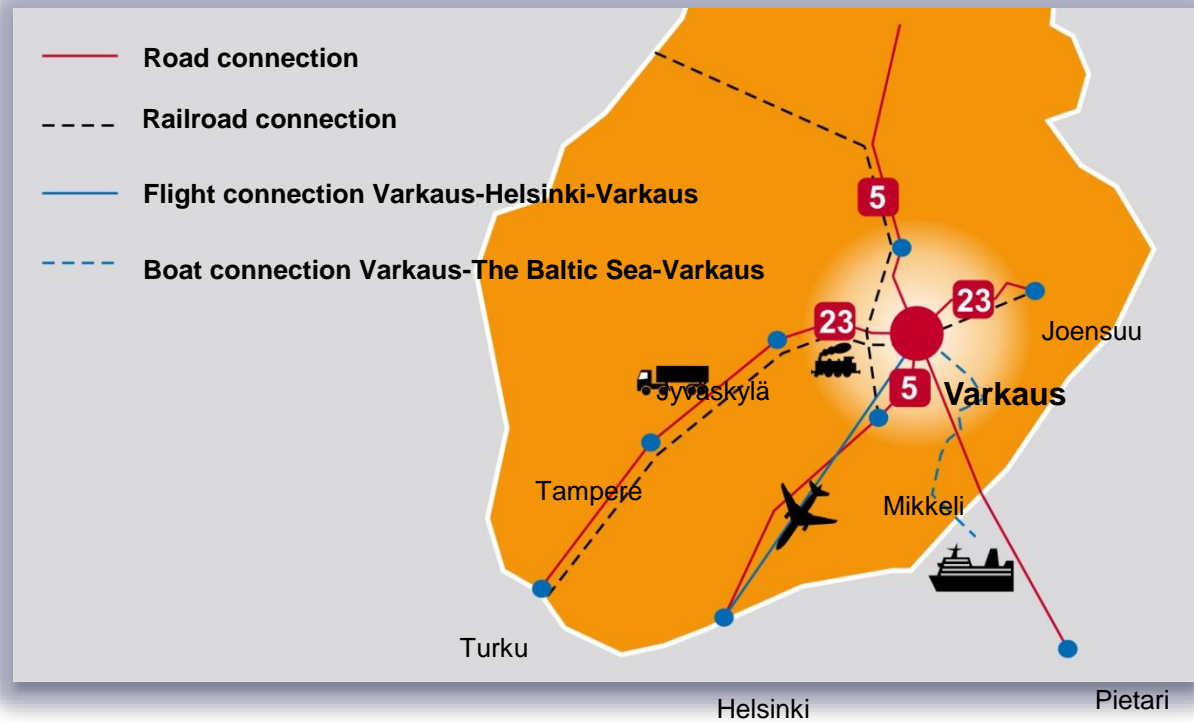 Road connection
Railroad connection
Flight connection Varkaus-Helsinki-Varkaus
5
Boat connection Varkaus-The Baltic Sea-Varkaus
23
23
Joensuu
Jyväskylä
5
Varkaus
Tampere
Mikkeli
Turku
Helsinki
Pietari